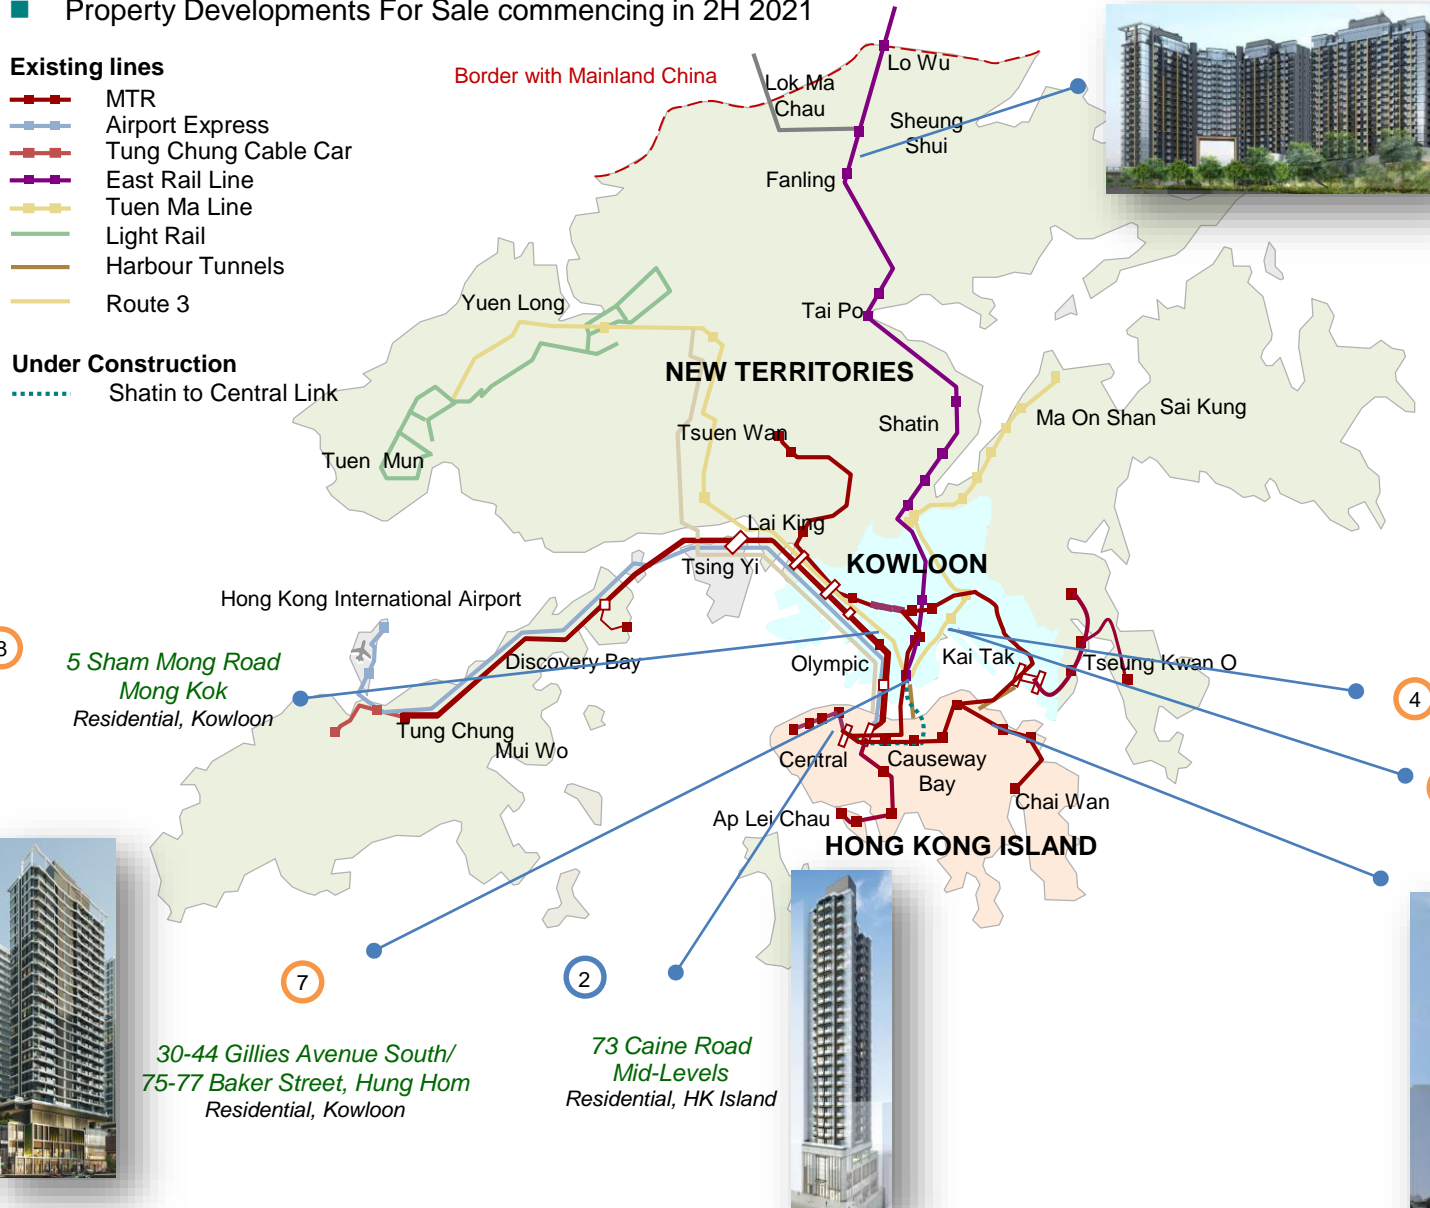 Property Developments For Sale commencing in 2H 2021
Existing lines
MTR
Airport Express
Tung Chung Cable Car
East Rail Line
Tuen Ma Line
Light Rail
Harbour Tunnels
Route 3
Under Construction
Shatin to Central Link
Border with Mainland China
Lok Ma
Chau
Lo Wu
Sheung
Shui
Fanling
Yuen Long
Tai Po
NEW TERRITORIES
Tsuen Wan
Shatin
Ma On Shan
Sai Kung
Tuen Mun
Lai King
Tsing Yi
KOWLOON
Hong Kong International Airport
Discovery Bay
Olympic
Kai Tak
Tseung Kwan O
5 Sham Mong Road
Mong Kok
Residential, Kowloon
4
Tung Chung
Mui Wo
Central
Causeway
Bay
Chai Wan
Ap Lei Chau
HONG KONG ISLAND
7
2
30-44 Gillies Avenue South/
75-77 Baker Street, Hung Hom
Residential, Kowloon
73 Caine Road
Mid-Levels
Residential, HK Island